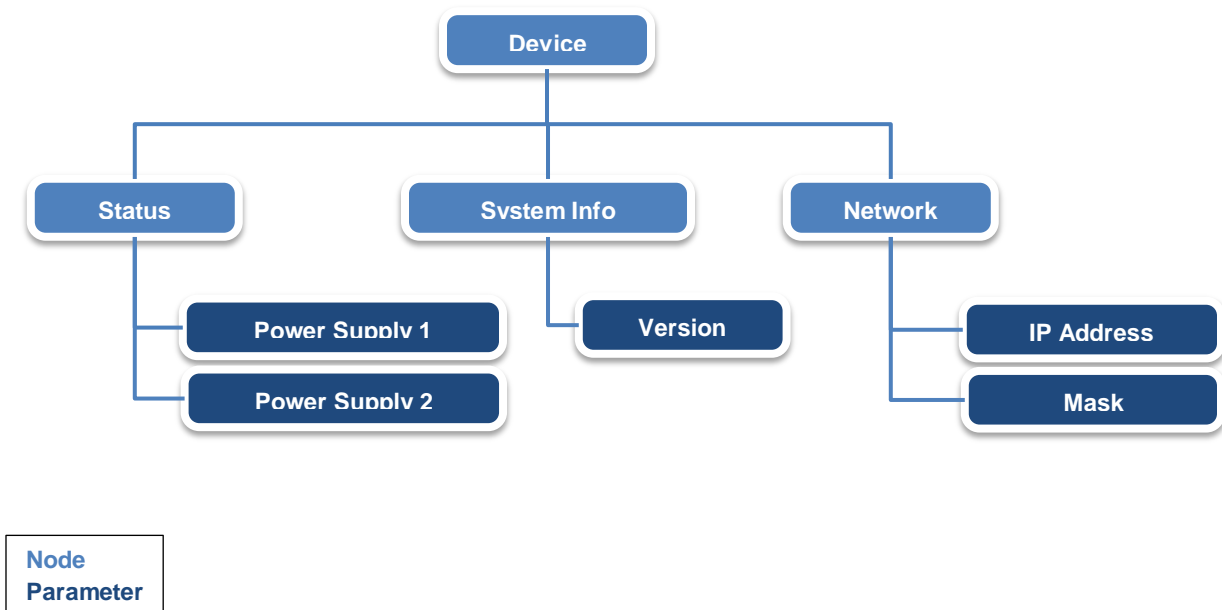 Device
Status
System Info
Network
Power Supply 1
Version
IP Address
Power Supply 2
Mask
Node
Parameter